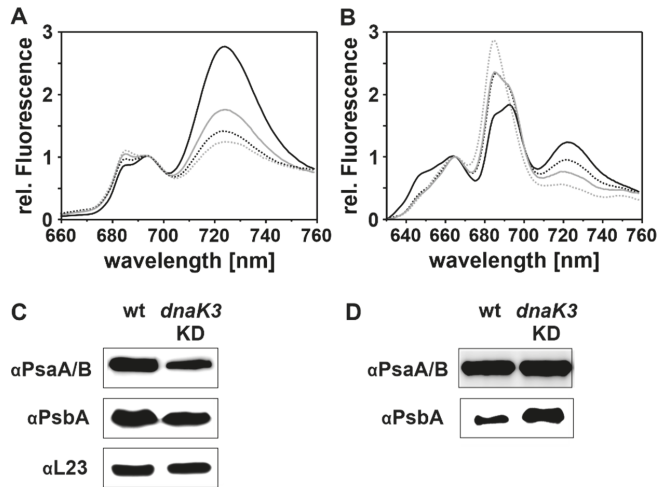 A
B
rel. Fluorescence
3
2
1
0
660 680 700 720 740 760
wavelength [nm]
rel. Fluorescence
3
2
1
0
640 660 680 700 720 740 760
wavelength [nm]
C
wt dnaK3
KD
αPsaA/B
αPsbA
αL23
D
wt dnaK3
KD
αPsaA/B
αPsbA